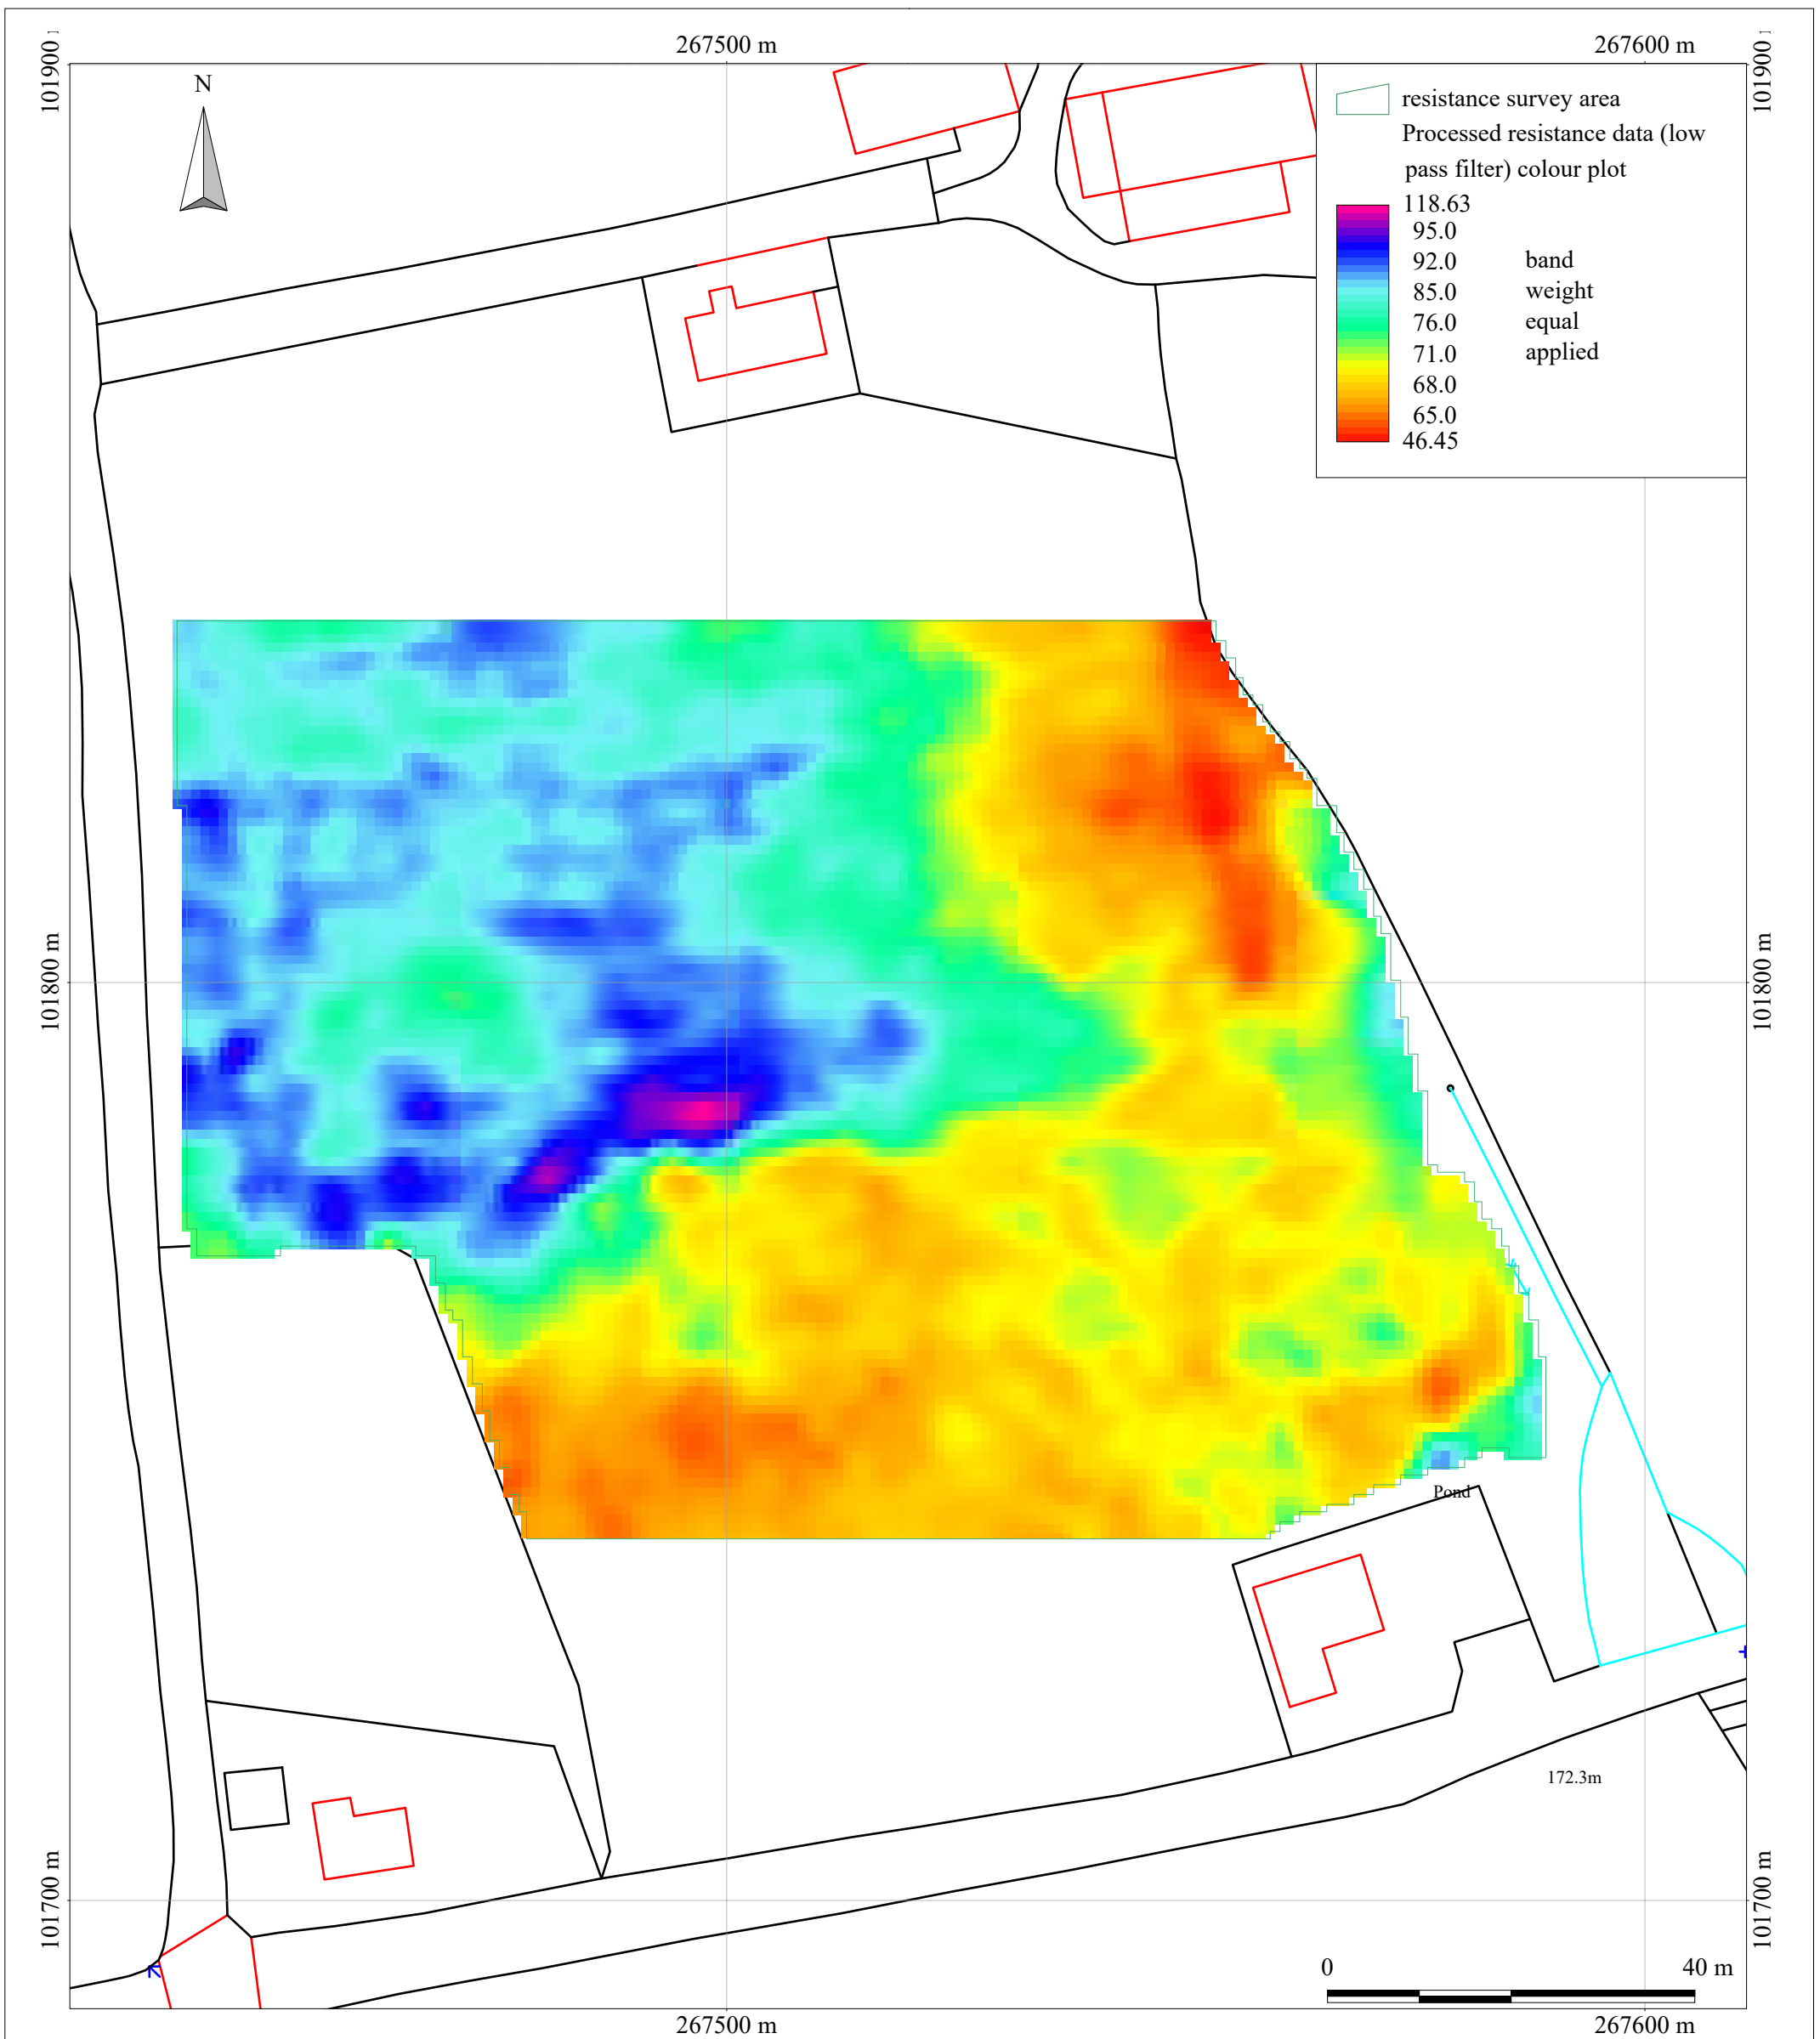 267500 m
267600 m
101900
101900
N
resistance survey area
Processed resistance data (low
pass filter) colour plot
118.63
95.0
92.0 band
85.0 weight
76.0 equal
71.0 applied
68.0
65.0
46.45
101800 m
101800 m
Pond
172.3m
101700 m
101700 m
0 40 m
267500 m
267600 m